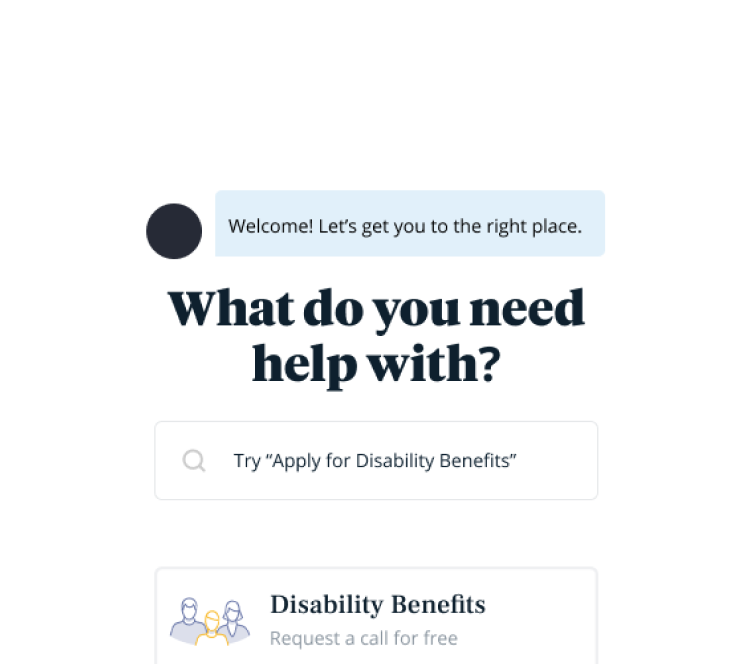 Welcome! Let’s get you to the right place.
What do you need
help with?
Try “Apply for Disability Benefits”
Disability Benefits
Request a call for free